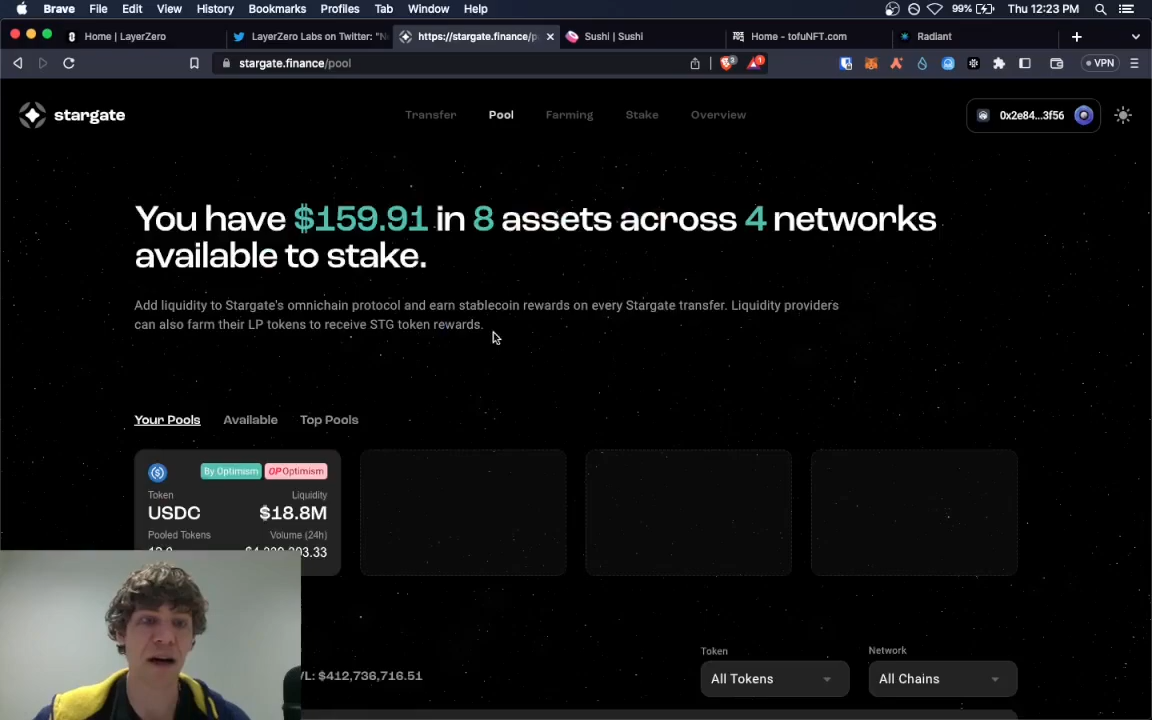 Brave File Edit View History Bookmarks Profiles Tab Window Help 99% Thu 12:23 PM
Home | LayerZero
LayerZero Labs on Twitter: "N
https://stargate.finance/p
Sushi | Sushi
Home - tofuNFT.com
Radiant
stargate.finance/pool
3
1
VPN
stargate
Transfer Pool Farming Stake Overview
0x2e84...3f56
You have $159.91 in 8 assets across 4 networks
available to stake.
Add liquidity to Stargate's omnichain protocol and earn stablecoin rewards on every Stargate transfer. Liquidity providers
can also farm their LP tokens to receive STG token rewards.
Your Pools Available Top Pools
By Optimism OP Optimism
Token Liquidity
USDC $18.8M
Pooled Tokens Volume (24h)
Token Network
VL: $412,736,716.51
All Tokens All Chains